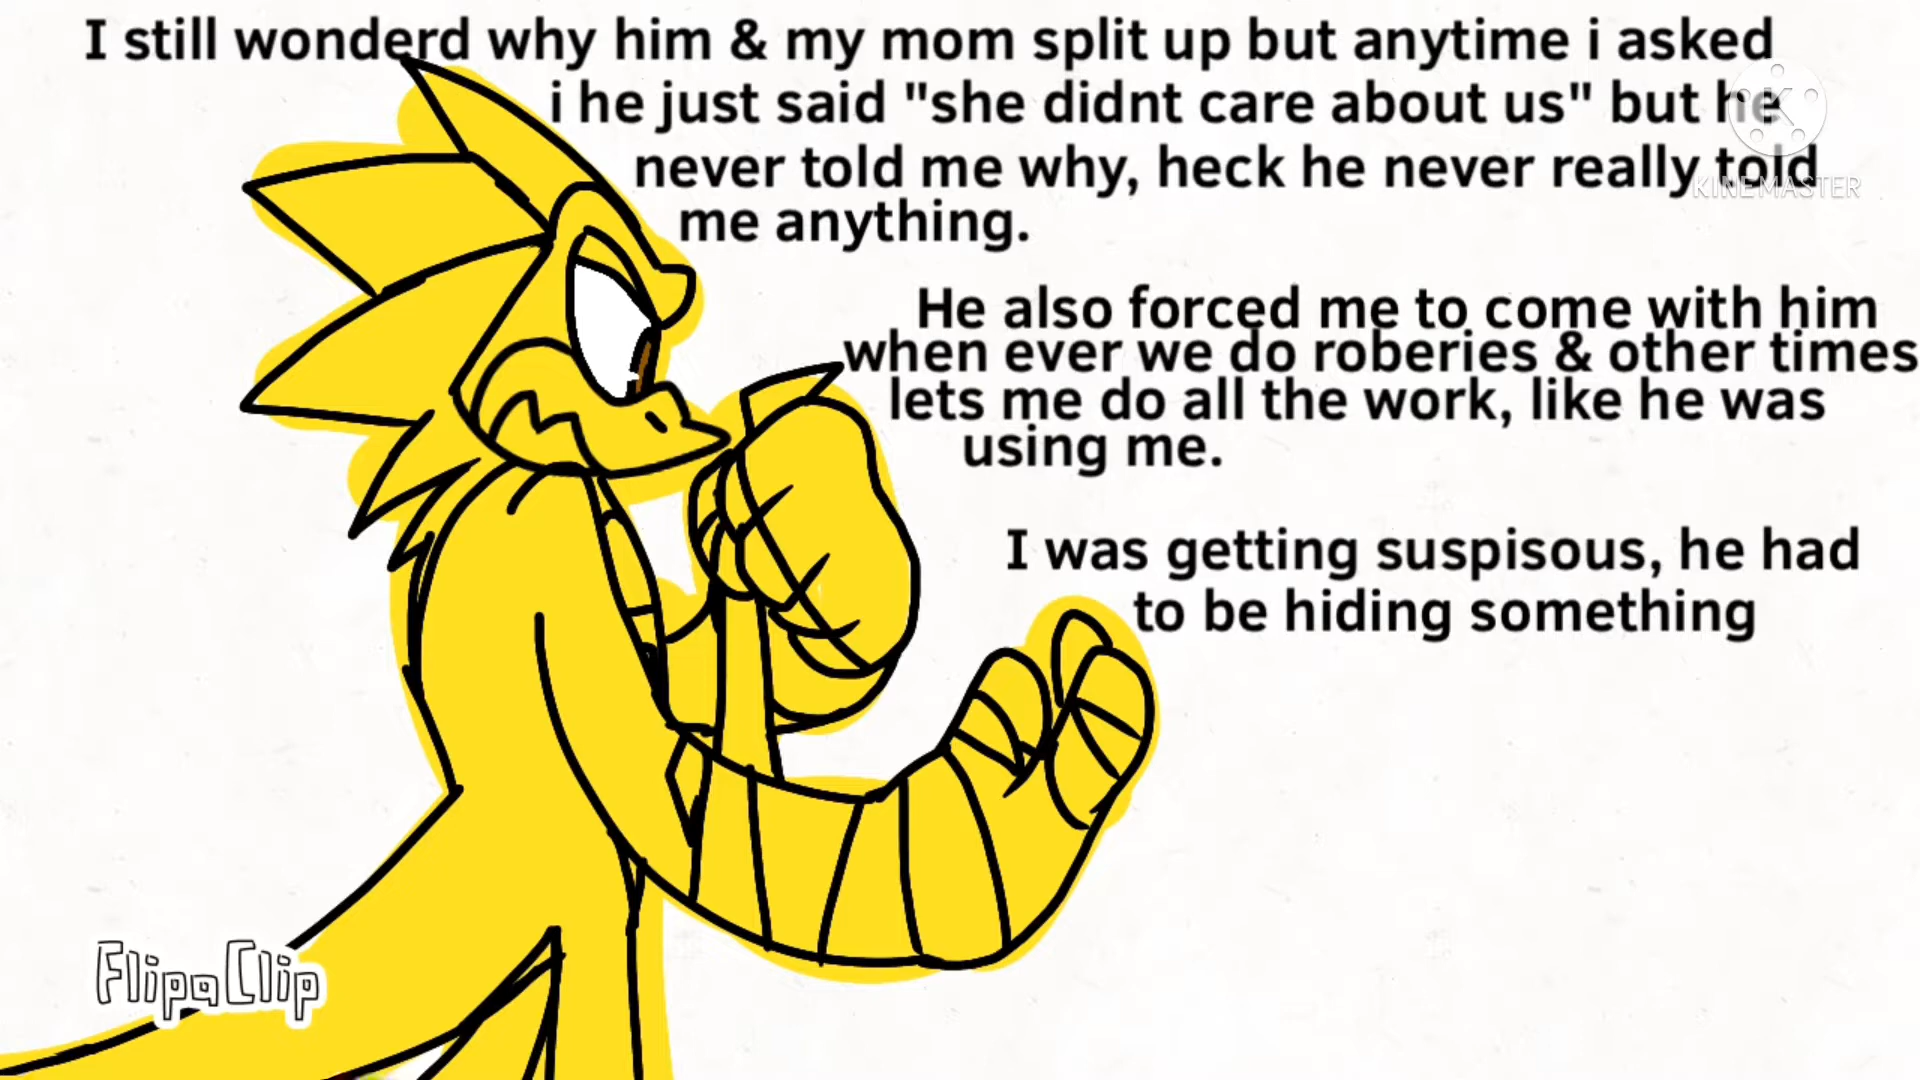 I still wonderd why him & my mom split up but anytime i asked
i he just said "she didnt care about us" but he
never told me why, heck he never really told
me anything.
He also forced me to come with him
when ever we do roberies & other times
lets me do all the work, like he was
using me.
I was getting suspisous, he had
to be hiding something
K
KINEMASTER
FlipaClip